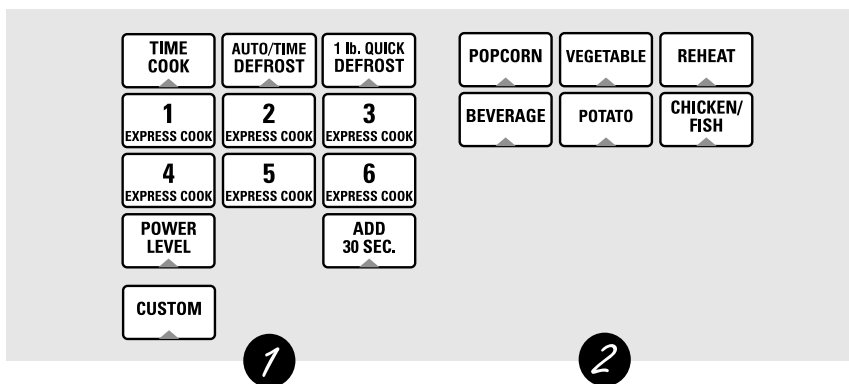 TIME
COOK
AUTO/TIME
DEFROST
1 lb. QUICK
DEFROST
1
EXPRESS COOK
2
EXPRESS COOK
3
EXPRESS COOK
4
EXPRESS COOK
5
EXPRESS COOK
6
EXPRESS COOK
POWER
LEVEL
ADD
30 SEC.
CUSTOM
1
POPCORN
VEGETABLE
REHEAT
BEVERAGE
POTATO
CHICKEN/
FISH
2